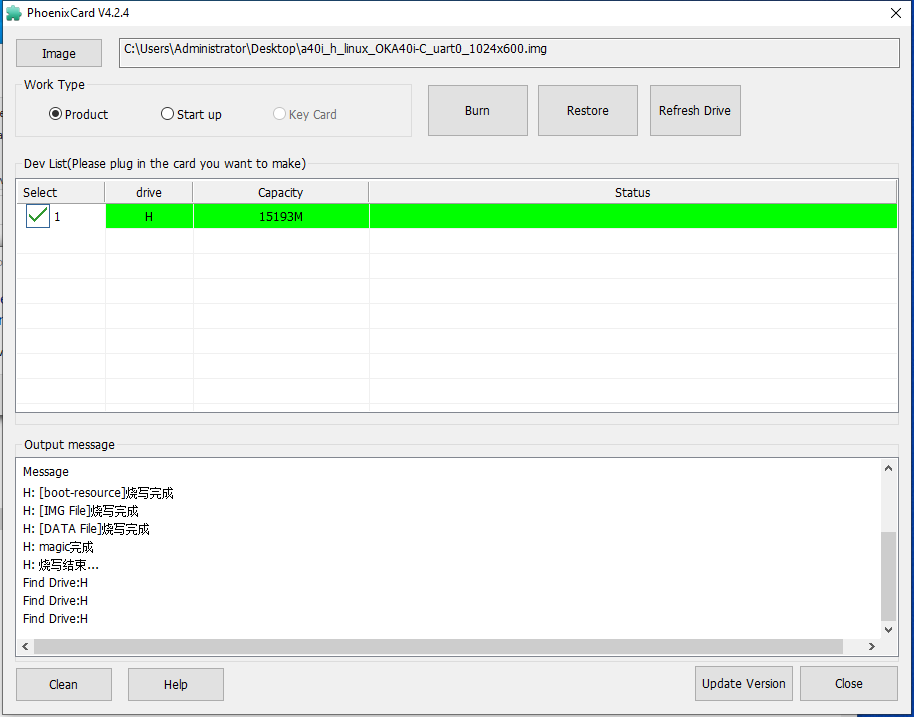 PhoenixCard V4.2.4
Image
C:\Users\Administrator\Desktop\a40i_h_linux_OKA40i-C_uart0_1024x600.img
Work Type
Product
Start up
Key Card
Burn
Restore
Refresh Drive
Dev List(Please plug in the card you want to make)
Select drive Capacity Status
1 H 15193M
Output message
Message
H: [boot-resource]烧写完成
H: [IMG File]烧写完成
H: [DATA File]烧写完成
H: magic完成
H: 烧写结束...
Find Drive:H
Find Drive:H
Find Drive:H
Clean
Help
Update Version
Close